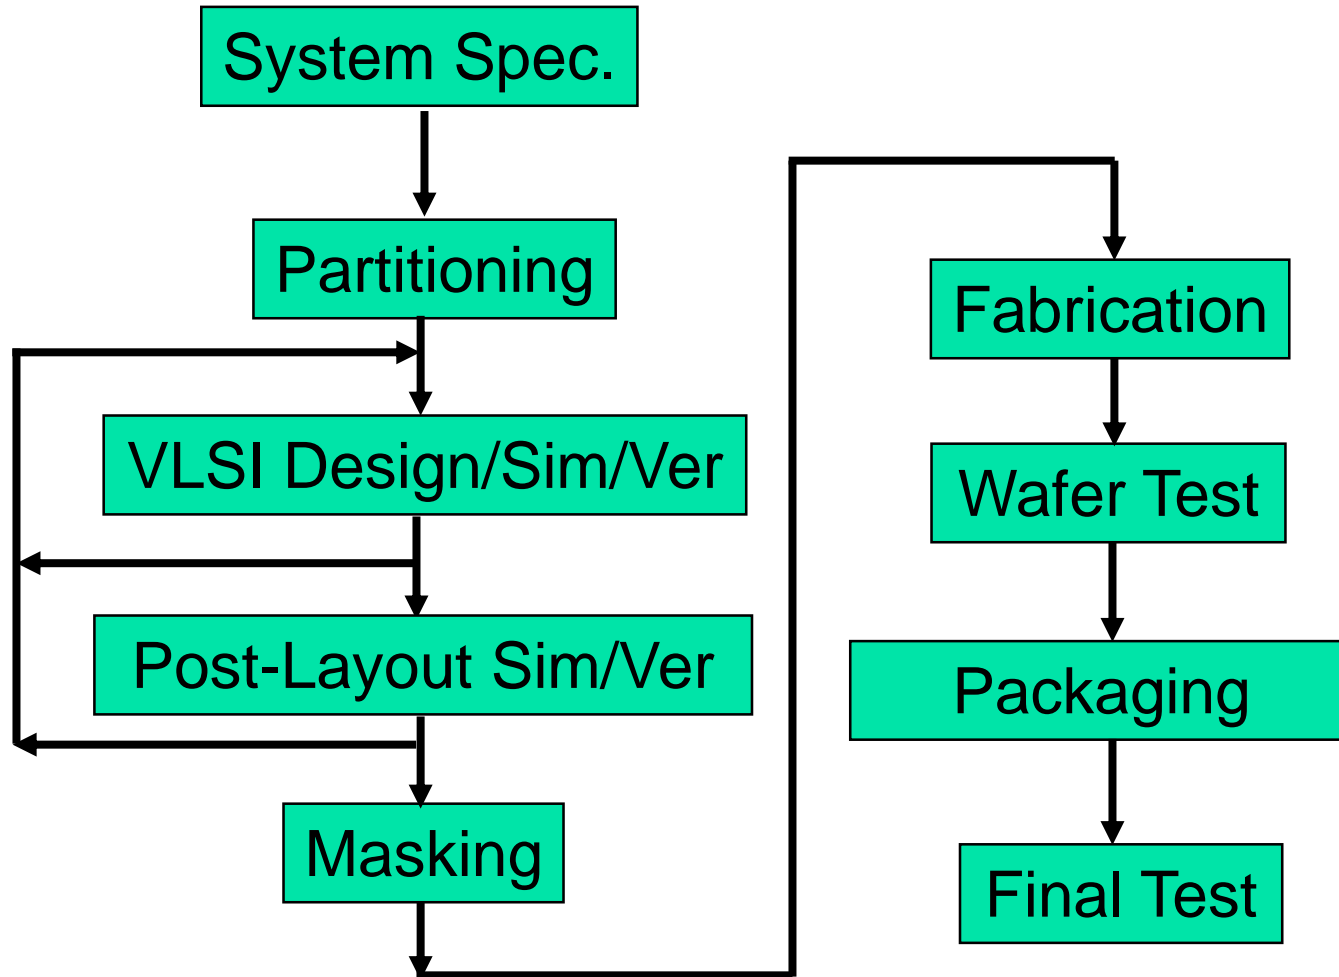 System Spec.
Partitioning
VLSI Design/Sim/Ver
Post-Layout Sim/Ver
Masking
Fabrication
Wafer Test
Packaging
Final Test